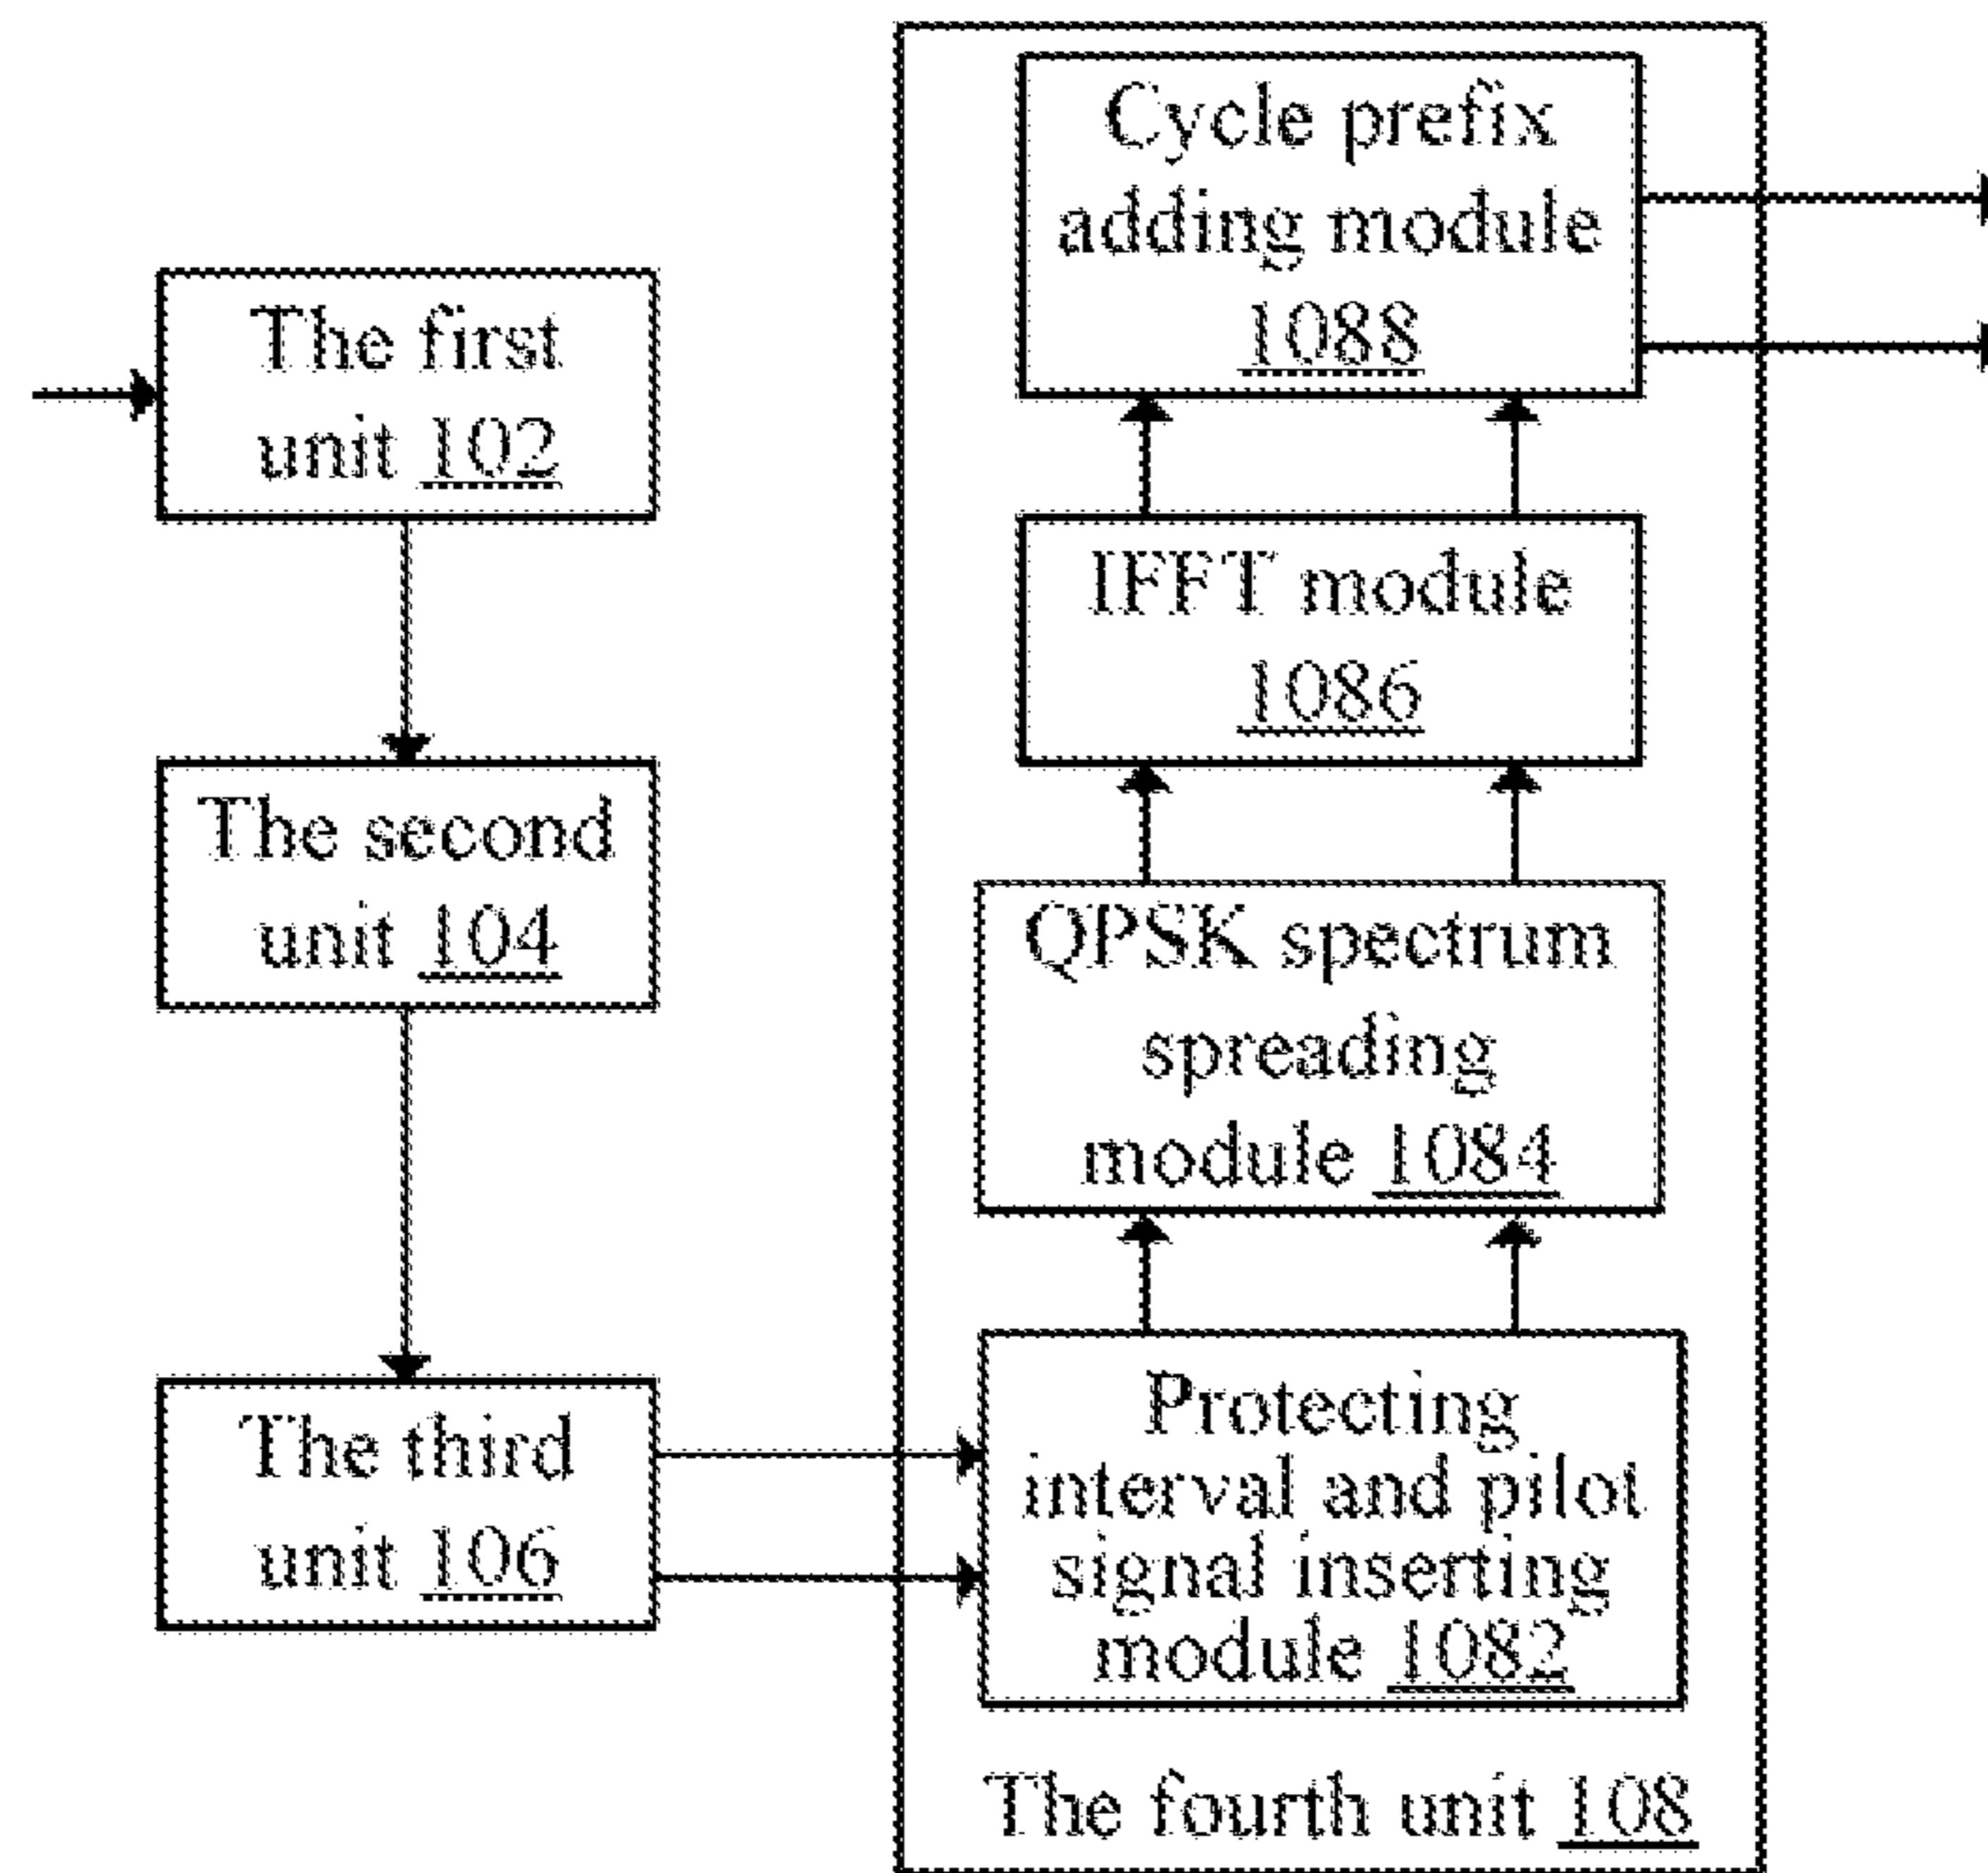 The first
unit 102
The second
unit 104
The third
unit 106
Cycle prefix
adding module
1088
IFFT module
1086
QPSK spectrum
spreading
module 1084
Protecting
interval and pilot
signal inserting
module 1082
The fourth unit 108